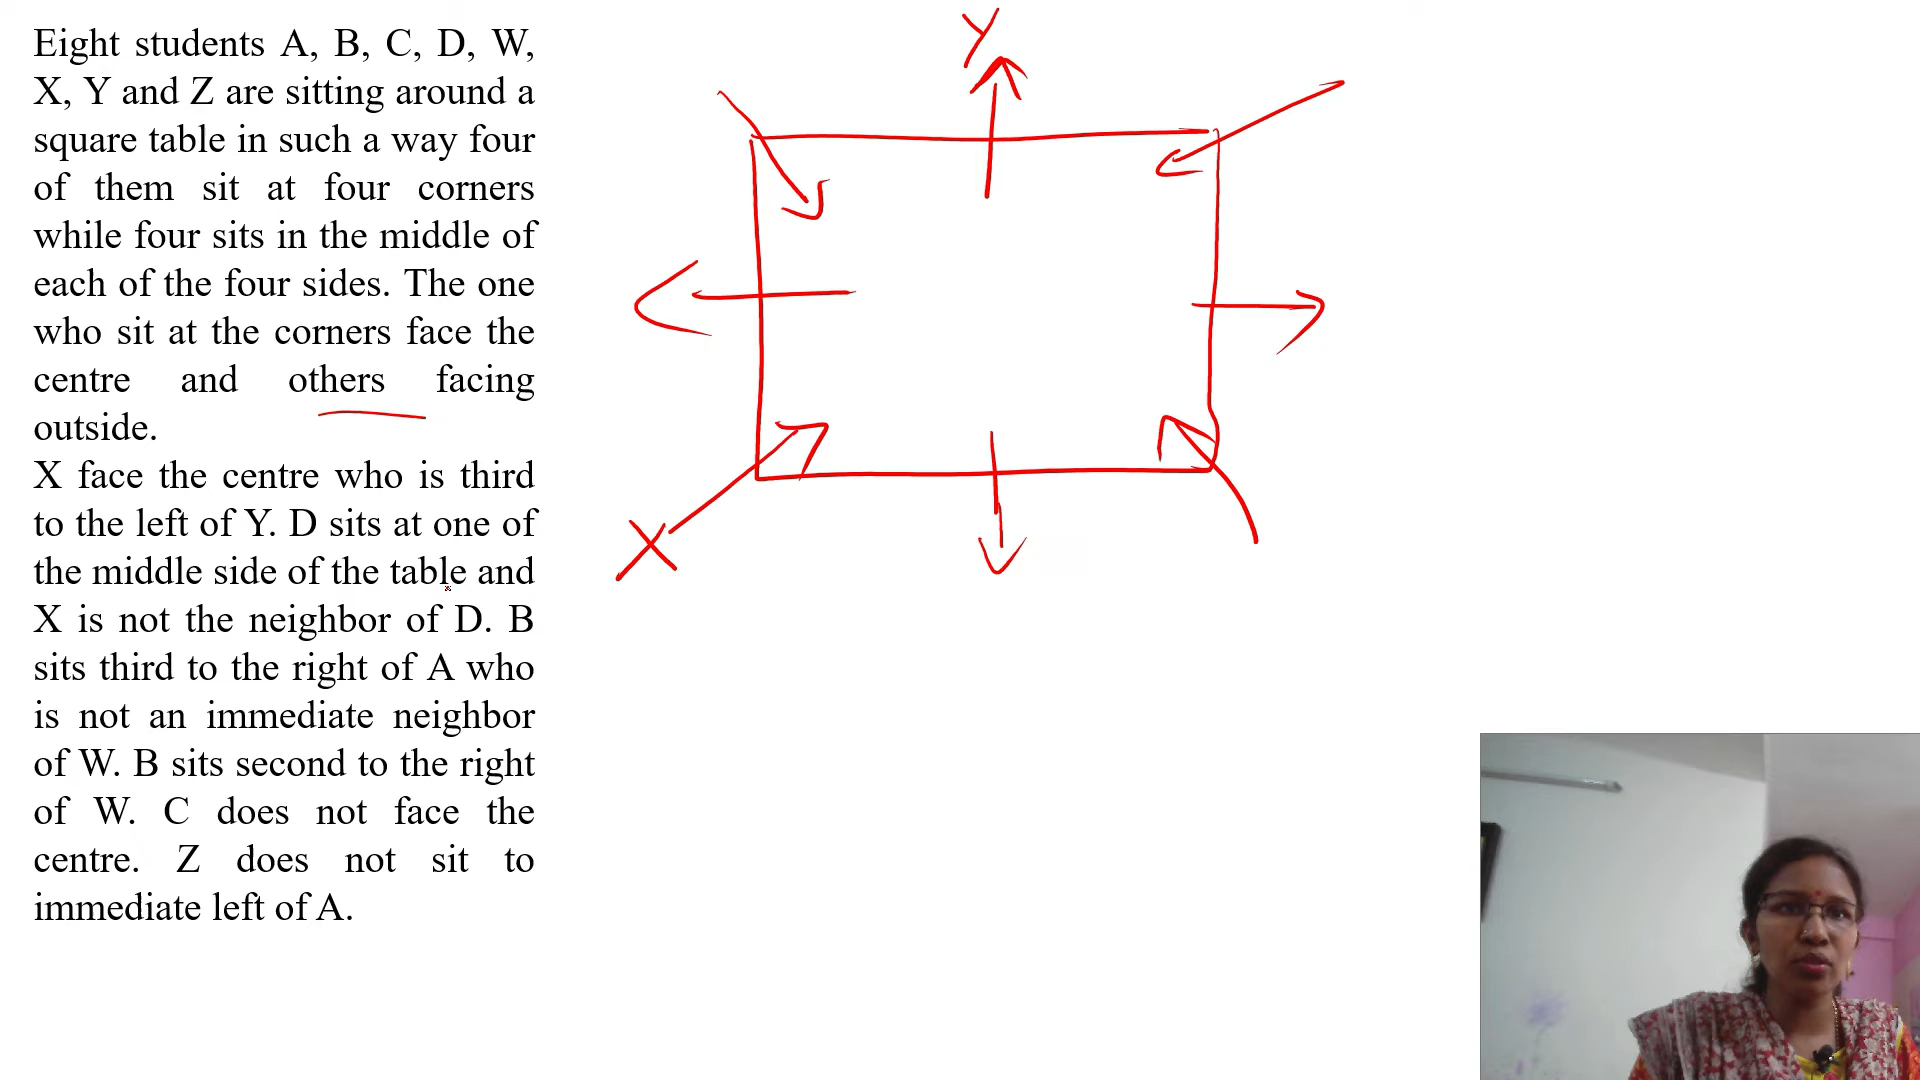 Eight students A, B, C, D, W,
X, Y and Z are sitting around a
square table in such a way four
of them sit at four corners
while four sits in the middle of
each of the four sides. The one
who sit at the corners face the
centre and others facing
outside.
X face the centre who is third
to the left of Y. D sits at one of
the middle side of the table and
X is not the neighbor of D. B
sits third to the right of A who
is not an immediate neighbor
of W. B sits second to the right
of W. C does not face the
centre. Z does not sit to
immediate left of A.
Y
X